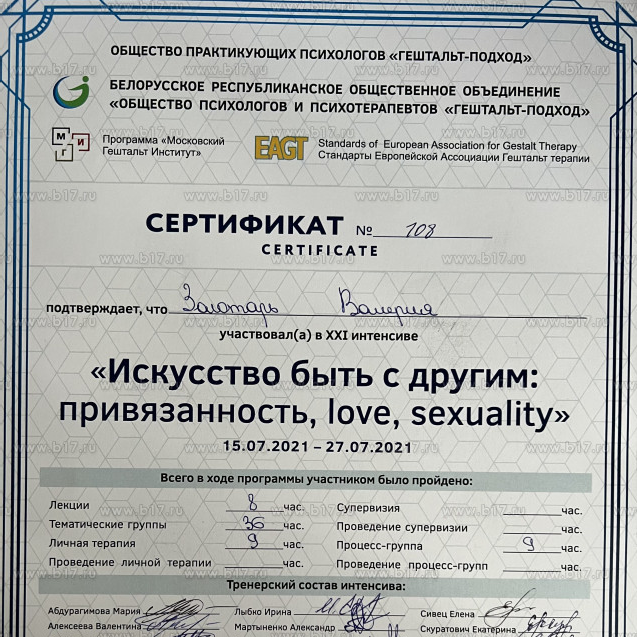 ОБЩЕСТВО ПРАКТИКУЮЩИХ ПСИХОЛОГОВ «ГЕШТАЛЬТ-ПОДХОД»
БЕЛОРУССКОЕ РЕСПУБЛИКАНСКОЕ ОБЩЕСТВЕННОЕ ОБЪЕДИНЕНИЕ
«ОБЩЕСТВО ПСИХОЛОГОВ И ПСИХОТЕРАПЕВТОВ «ГЕШТАЛЬТ-ПОДХОД»
М Г И
Программа «Московский
Гештальт Институт»
EAGT
Standards of European Association for Gestalt Therapy
Стандарты Европейской Ассоциации Гештальт терапии
СЕРТИФИКАТ № 108
CERTIFICATE
подтверждает, что Золотарь Валерия
участвовал(а) в XXI интенсиве
«Искусство быть с другим:
привязанность, love, sexuality»
15.07.2021 – 27.07.2021
Всего в ходе программы участником было пройдено:
Лекции 8 час. Супервизия час.
Тематические группы 36 час. Проведение супервизии час.
Личная терапия 9 час. Процесс-группа 9 час.
Проведение личной терапии час. Проведение процесс-групп час.
Тренерский состав интенсива:
Абдурагимова Мария Лыбко Ирина Сивец Елена
Алексеева Валентина Мартыненко Александр Скуратович Екатерина
www.b17.ru